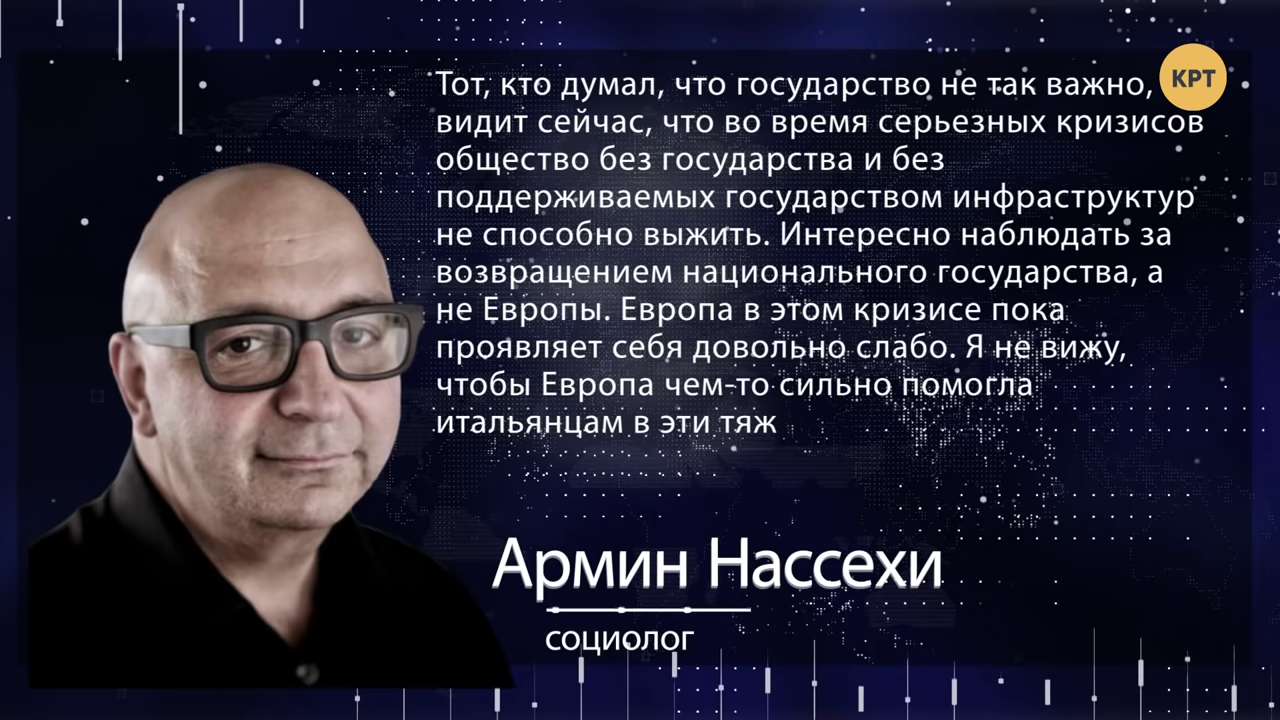 Тот, кто думал, что государство не так важно,
КРТ
видит сейчас, что во время серьезных кризисов
общество без государства и без
поддерживаемых государством инфраструктур
не способно выжить. Интересно наблюдать за
возвращением национального государства, а
не Европы. Европа в этом кризисе пока
проявляет себя довольно слабо. Я не вижу,
чтобы Европа чем-то сильно помогла
итальянцам в эти тяж
Армин Нассехи
социолог